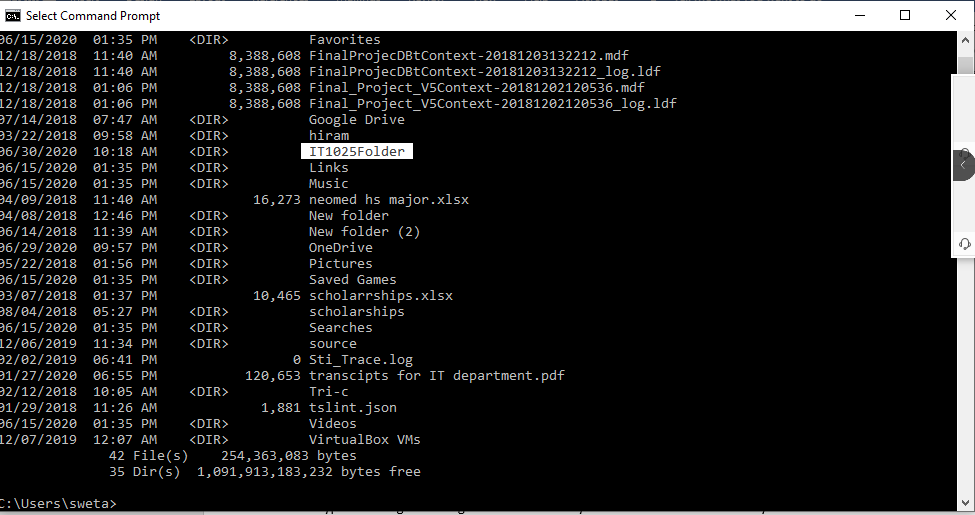 Select Command Prompt
06/15/2020 01:35 PM <DIR> Favorites
12/18/2018 11:40 AM 8,388,608 FinalProjecDBtContext-20181203132212.mdf
12/18/2018 11:40 AM 8,388,608 FinalProjecDBtContext-20181203132212_log.ldf
12/18/2018 01:06 PM 8,388,608 Final_Project_V5Context-20181202120536.mdf
12/18/2018 01:06 PM 8,388,608 Final_Project_V5Context-20181202120536_log.ldf
07/14/2018 07:47 AM <DIR> Google Drive
03/22/2018 09:58 AM <DIR> hiram
06/30/2020 10:18 AM <DIR> IT1025Folder
06/15/2020 01:35 PM <DIR> Links
06/15/2020 01:35 PM <DIR> Music
04/09/2018 11:40 AM 16,273 neomed hs major.xlsx
04/08/2018 12:46 PM <DIR> New folder
06/14/2018 11:39 AM <DIR> New folder (2)
06/29/2020 09:57 PM <DIR> OneDrive
05/22/2018 01:56 PM <DIR> Pictures
06/15/2020 01:35 PM <DIR> Saved Games
03/07/2018 01:37 PM 10,465 scholarrships.xlsx
08/04/2018 05:27 PM <DIR> scholarships
06/15/2020 01:35 PM <DIR> Searches
12/06/2019 11:34 PM <DIR> source
02/02/2019 06:41 PM 0 Sti_Trace.log
01/27/2020 06:55 PM 120,653 transcipts for IT department.pdf
02/12/2018 10:05 AM <DIR> Tri-c
01/29/2018 11:26 AM 1,881 tslint.json
06/15/2020 01:35 PM <DIR> Videos
12/07/2019 12:07 AM <DIR> VirtualBox VMs
42 File(s) 254,363,083 bytes
35 Dir(s) 1,091,913,183,232 bytes free
C:\Users\sweta>